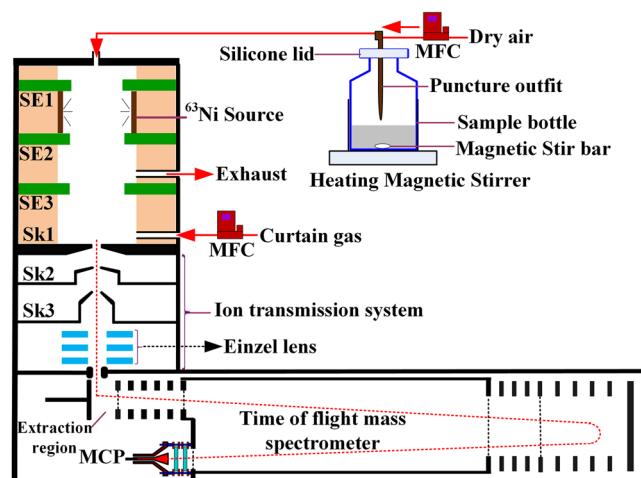 MFC
Dry air
Silicone lid
Puncture outfit
Sample bottle
Magnetic Stir bar
Heating Magnetic Stirrer
SE1
⁶³Ni Source
SE2
Exhaust
SE3
Sk1
Curtain gas
MFC
Sk2
Sk3
Ion transmission system
Einzel lens
Extraction
region
Time of flight mass
spectrometer
MCP